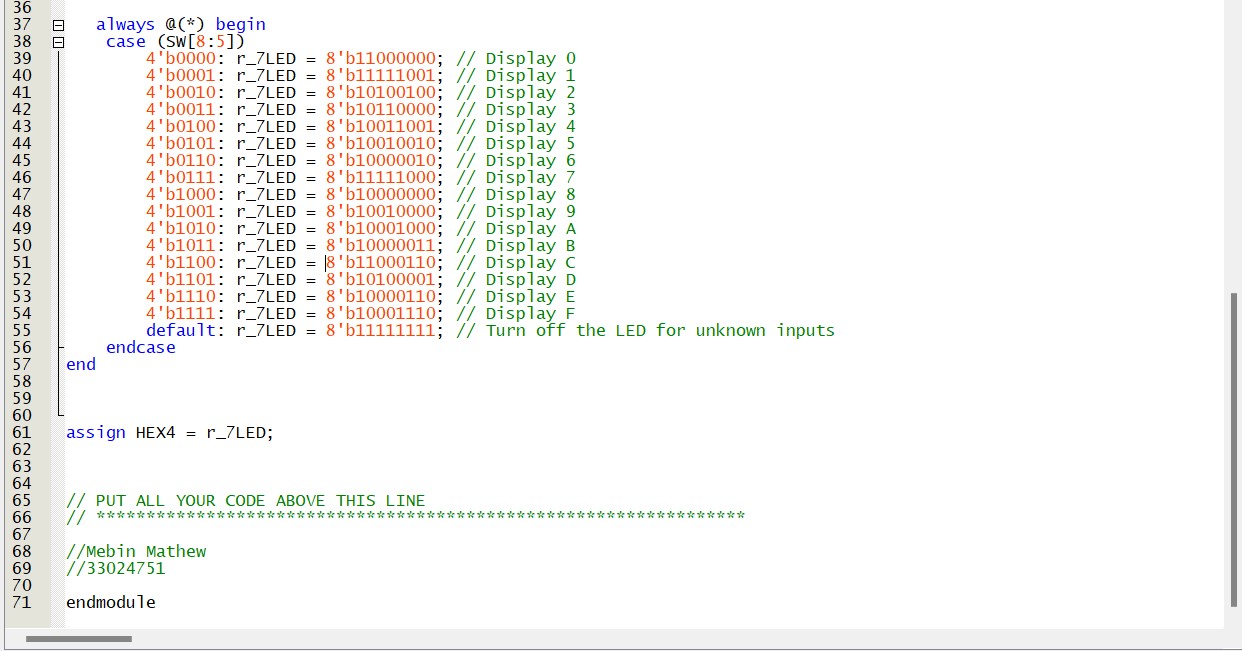 36
37 always @(*) begin
38 case (SW[8:5])
39 4'b0000: r_7LED = 8'b11000000; // Display 0
40 4'b0001: r_7LED = 8'b11111001; // Display 1
41 4'b0010: r_7LED = 8'b10100100; // Display 2
42 4'b0011: r_7LED = 8'b10110000; // Display 3
43 4'b0100: r_7LED = 8'b10011001; // Display 4
44 4'b0101: r_7LED = 8'b10010010; // Display 5
45 4'b0110: r_7LED = 8'b10000010; // Display 6
46 4'b0111: r_7LED = 8'b11111000; // Display 7
47 4'b1000: r_7LED = 8'b10000000; // Display 8
48 4'b1001: r_7LED = 8'b10010000; // Display 9
49 4'b1010: r_7LED = 8'b10001000; // Display A
50 4'b1011: r_7LED = 8'b10000011; // Display B
51 4'b1100: r_7LED = 8'b11000110; // Display C
52 4'b1101: r_7LED = 8'b10100001; // Display D
53 4'b1110: r_7LED = 8'b10000110; // Display E
54 4'b1111: r_7LED = 8'b10001110; // Display F
55 default: r_7LED = 8'b11111111; // Turn off the LED for unknown inputs
56 endcase
57 end
58
59
60
61 assign HEX4 = r_7LED;
62
63
64
65 // PUT ALL YOUR CODE ABOVE THIS LINE
66 // *****************************************************************
67
68 //Mebin Mathew
69 //33024751
70
71 endmodule